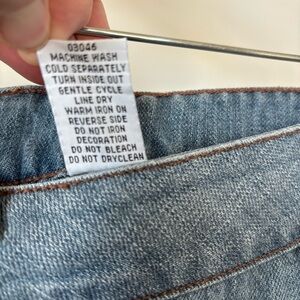 03046
MACHINE WASH
COLD SEPARATELY
TURN INSIDE OUT
GENTLE CYCLE
LINE DRY
WARM IRON ON
REVERSE SIDE
DO NOT IRON
DECORATION
DO NOT BLEACH
DO NOT DRYCLEAN